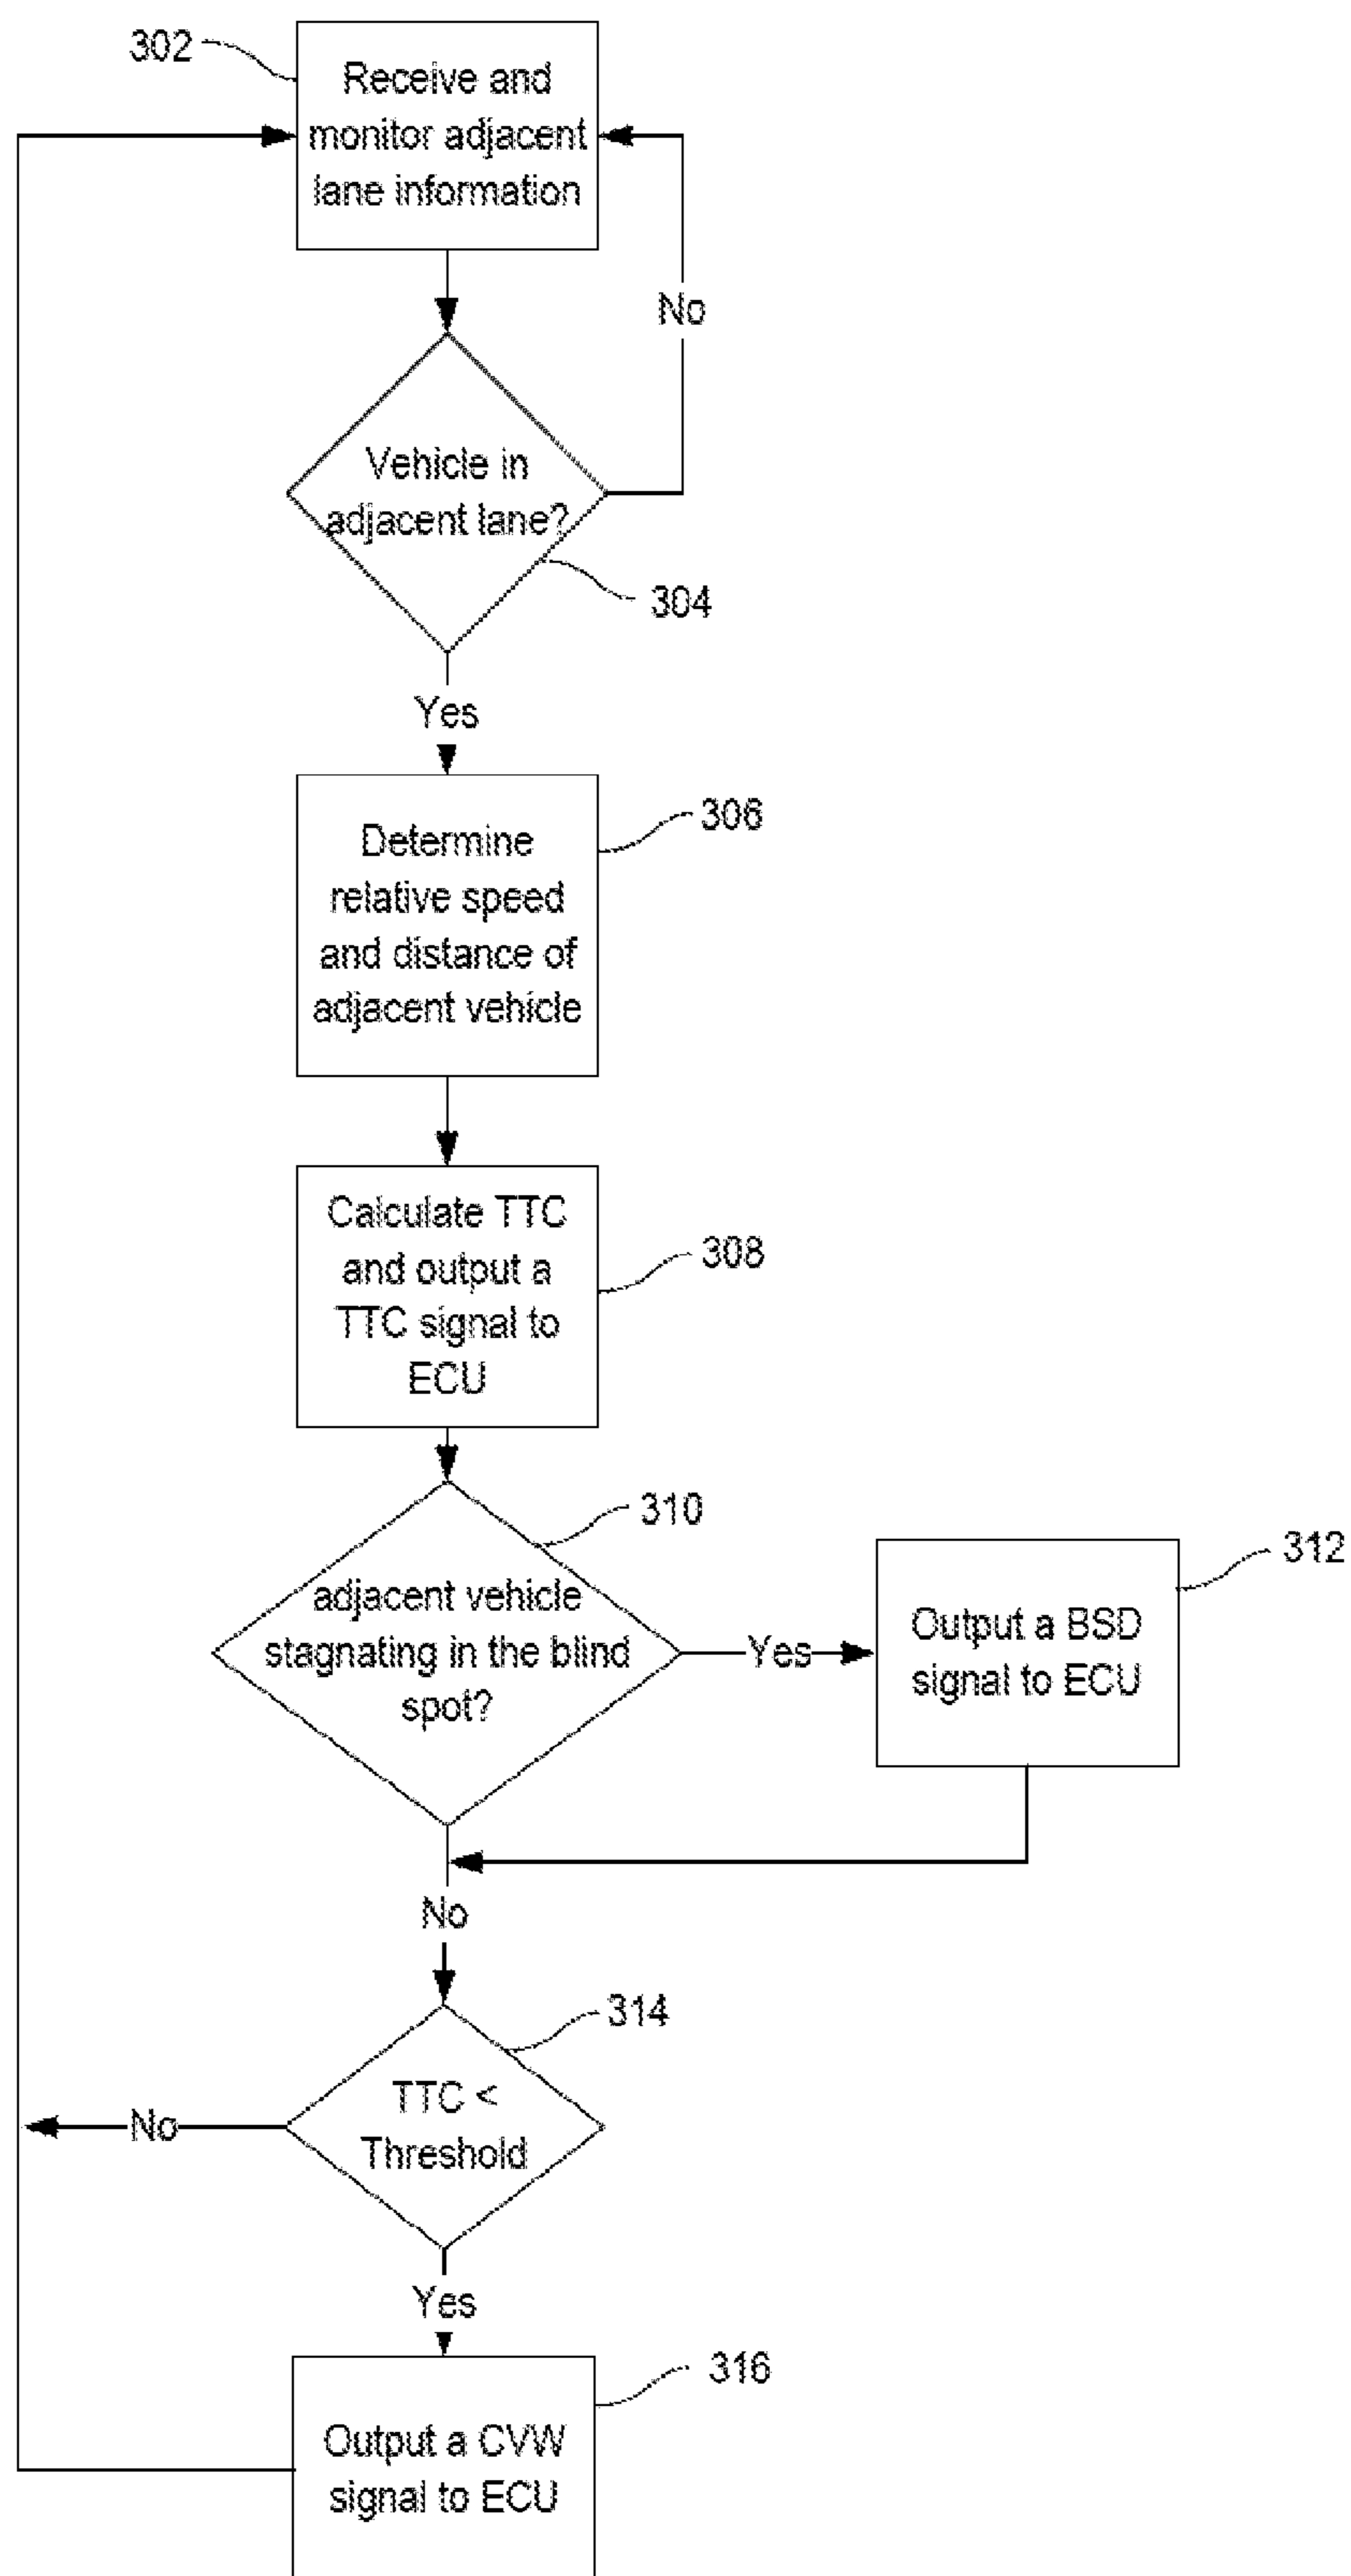 302
Receive and
monitor adjacent
lane information
No
Vehicle in
adjacent lane?
304
Yes
306
Determine
relative speed
and distance of
adjacent vehicle
308
Calculate TTC
and output a
TTC signal to
ECU
310
adjacent vehicle
stagnating in the blind
spot?
Yes
312
Output a BSD
signal to ECU
No
314
TTC <
Threshold
No
Yes
316
Output a CVW
signal to ECU